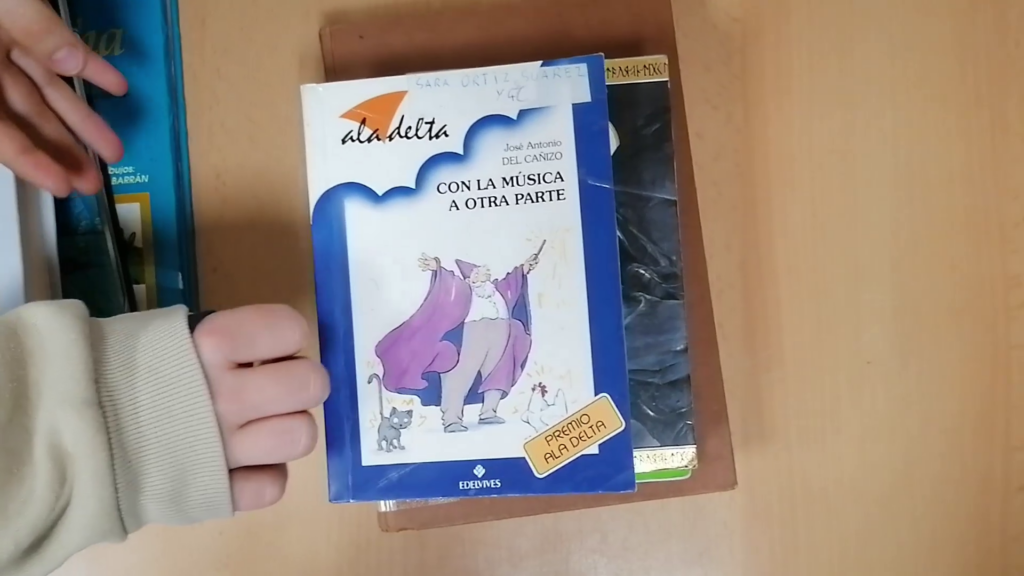 SARA ORTIZ SUAREZ
Y6C
ala delta
José Antonio
DEL CAÑIZO
CON LA MÚSICA
A OTRA PARTE
PREMIO
ALA DELTA
EDELVIVES
BARRÁN